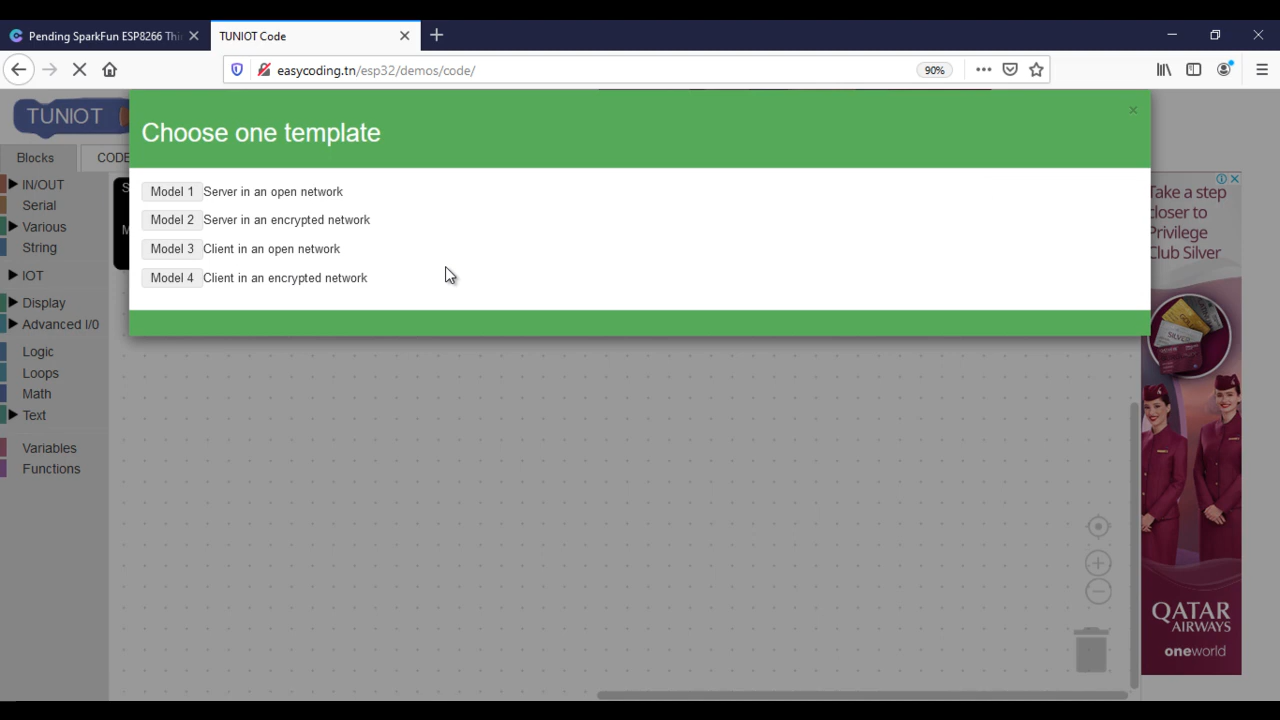 Pending SparkFun ESP8266 Thi
TUNIOT Code
easycoding.tn/esp32/demos/code/
90%
TUNIOT
Choose one template
Blocks
CODE
Model 1 Server in an open network
Model 2 Server in an encrypted network
Model 3 Client in an open network
Model 4 Client in an encrypted network
IN/OUT
Serial
Various
String
IOT
Display
Advanced I/0
Logic
Loops
Math
Text
Variables
Functions
Take a step
closer to
Privilege
Club Silver
SILVER
QATAR
AIRWAYS
oneworld